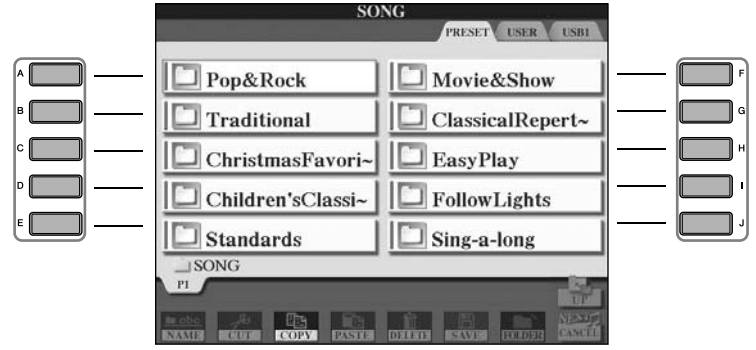 SONG
PRESET USER USB1
A Pop&Rock Movie&Show F
B Traditional ClassicalRepert~ G
C ChristmasFavori~ EasyPlay H
D Children'sClassi~ FollowLights I
E Standards Sing-a-long J
SONG
P1
UP
NAME CUT COPY PASTE DELETE SAVE FOLDER CANCEL